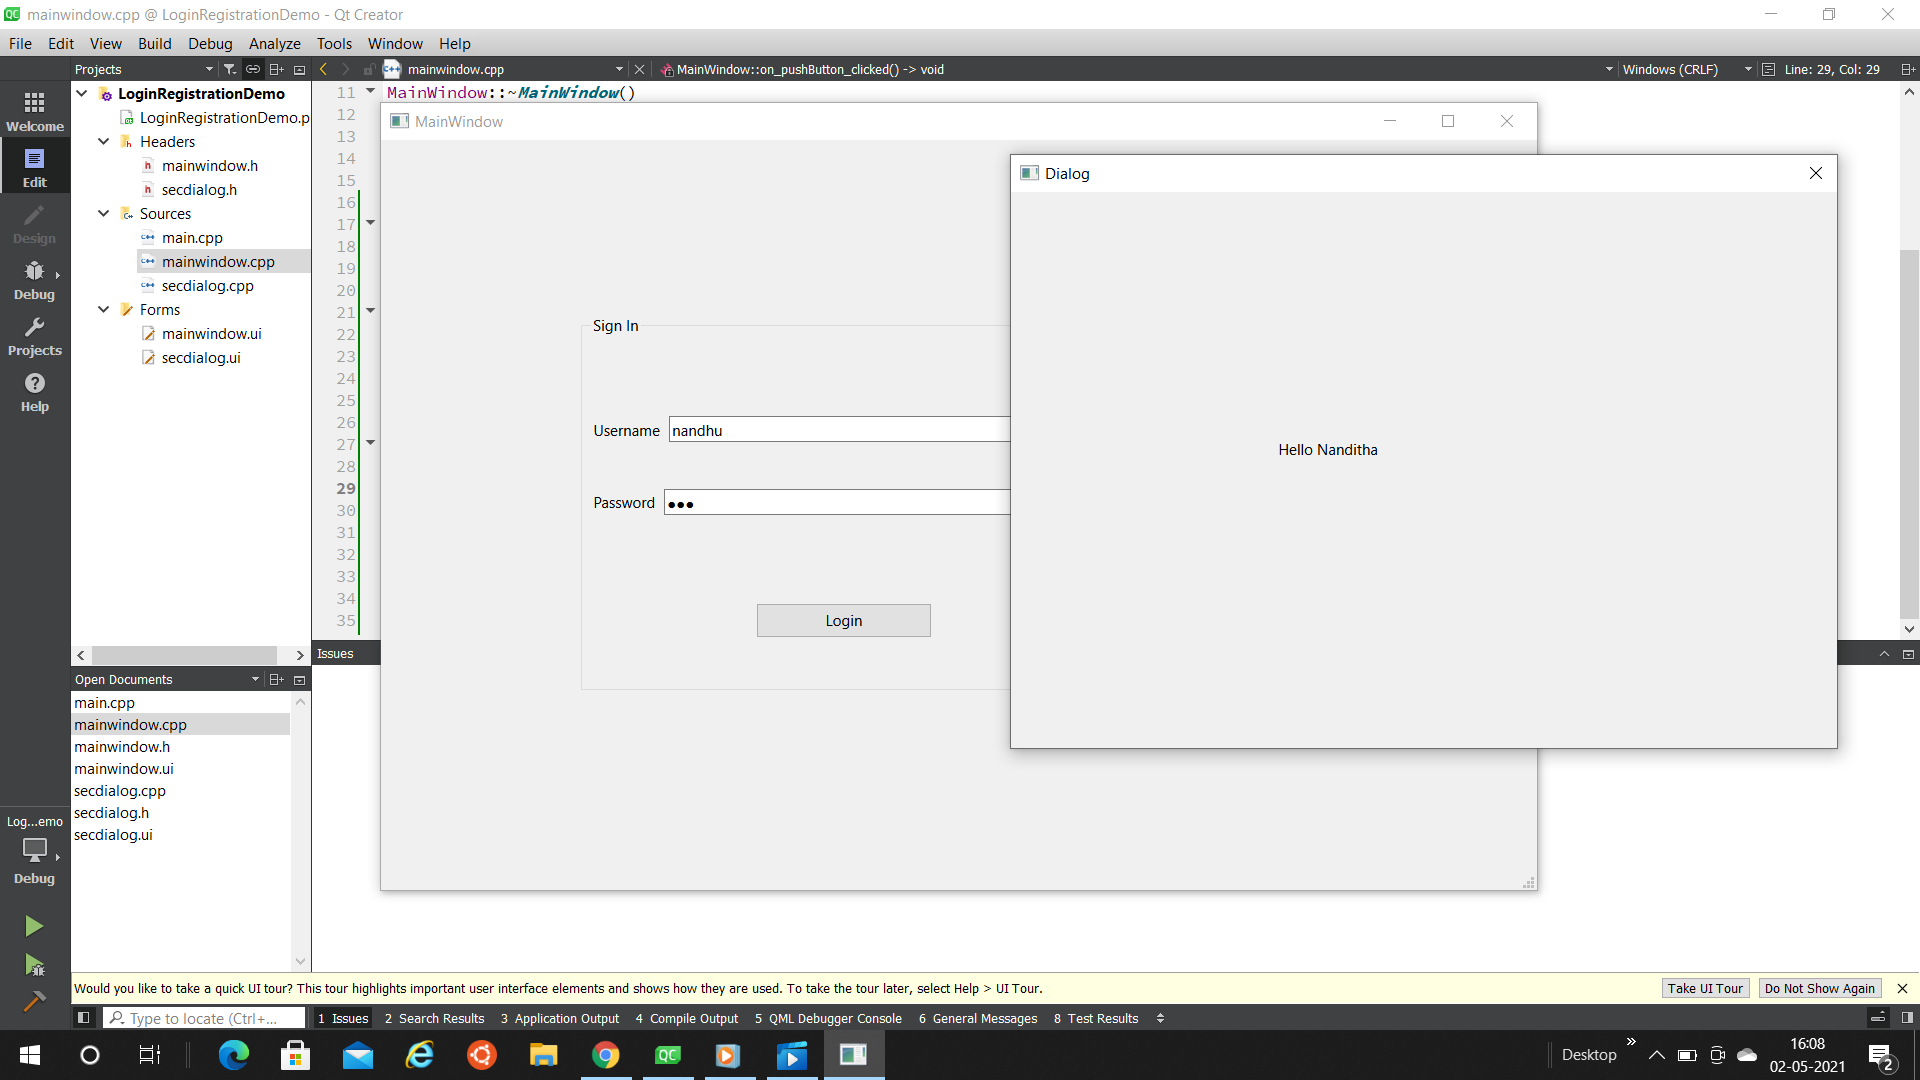 mainwindow.cpp @ LoginRegistrationDemo - Qt Creator
File Edit View Build Debug Analyze Tools Window Help
Projects
mainwindow.cpp
MainWindow::on_pushButton_clicked() -> void
Windows (CRLF)
Line: 29, Col: 29
Welcome
Edit
Design
Debug
Projects
Help
LoginRegistrationDemo
LoginRegistrationDemo.p
Headers
mainwindow.h
secdialog.h
Sources
main.cpp
mainwindow.cpp
secdialog.cpp
Forms
mainwindow.ui
secdialog.ui
11 MainWindow::~MainWindow()
12
13
14
15
16
17
18
19
20
21
22
23
24
25
26
27
28
29
30
31
32
33
34
35
MainWindow
Sign In
Username nandhu
Password
Login
Dialog
Hello Nanditha
Issues
Open Documents
main.cpp
mainwindow.cpp
mainwindow.h
mainwindow.ui
secdialog.cpp
secdialog.h
secdialog.ui
Log...emo
Debug
Would you like to take a quick UI tour? This tour highlights important user interface elements and shows how they are used. To take the tour later, select Help > UI Tour.
Take UI Tour
Do Not Show Again
Type to locate (Ctrl+...
1 Issues 2 Search Results 3 Application Output 4 Compile Output 5 QML Debugger Console 6 General Messages 8 Test Results
Desktop
16:08
02-05-2021
2